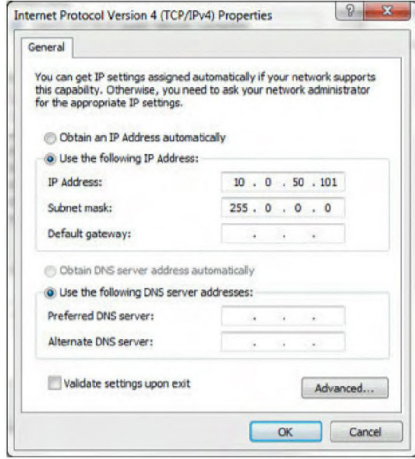 Internet Protocol Version 4 (TCP/IPv4) Properties
General
You can get IP settings assigned automatically if your network supports
this capability. Otherwise, you need to ask your network administrator
for the appropriate IP settings.
Obtain an IP Address automatically
Use the following IP Address:
IP Address: 10 . 0 . 50 . 101
Subnet mask: 255 . 0 . 0 . 0
Default gateway: . . .
Obtain DNS server address automatically
Use the following DNS server addresses:
Preferred DNS server: . . .
Alternate DNS server: . . .
Validate settings upon exit
Advanced...
OK Cancel